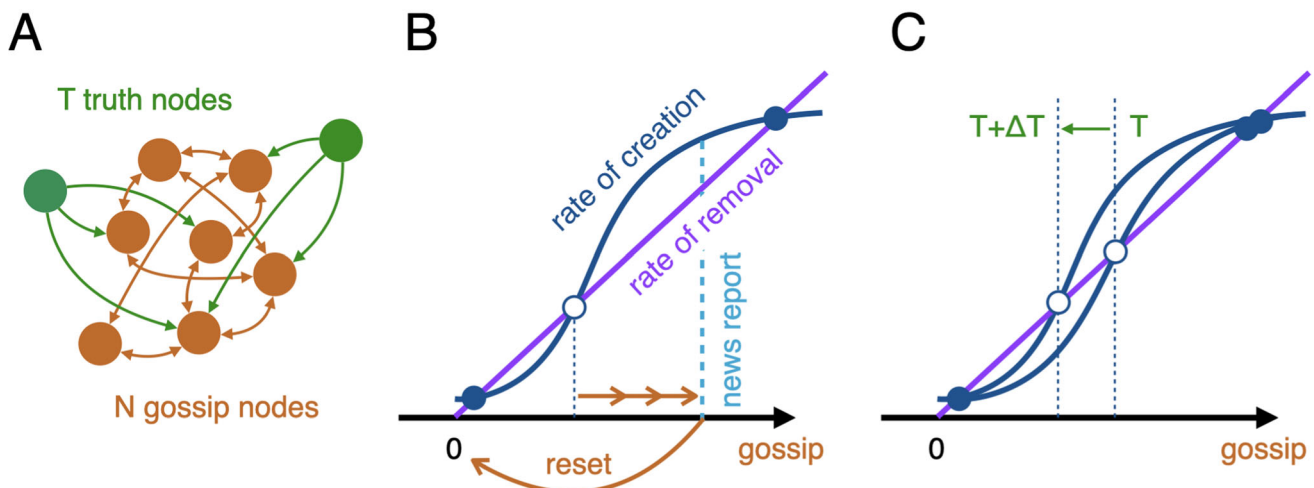 A
T truth nodes
N gossip nodes
B
rate of creation
rate of removal
news report
0
gossip
reset
C
T+ΔT
T
0
gossip